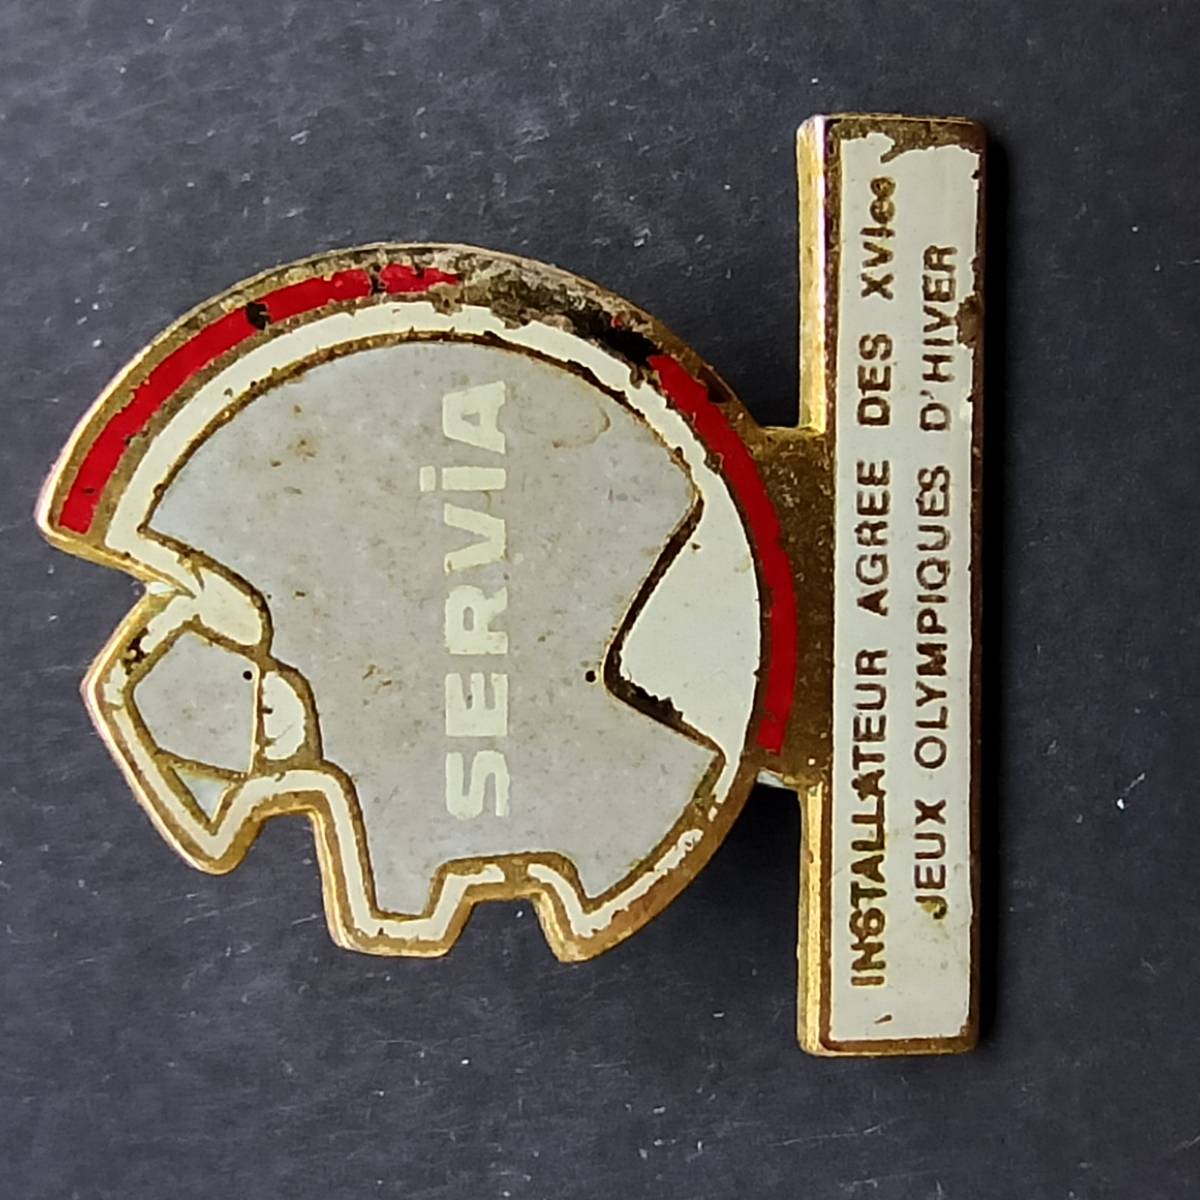 SERViA
INSTALLATEUR AGREE DES XVIes
JEUX OLYMPIQUES D'HIVER